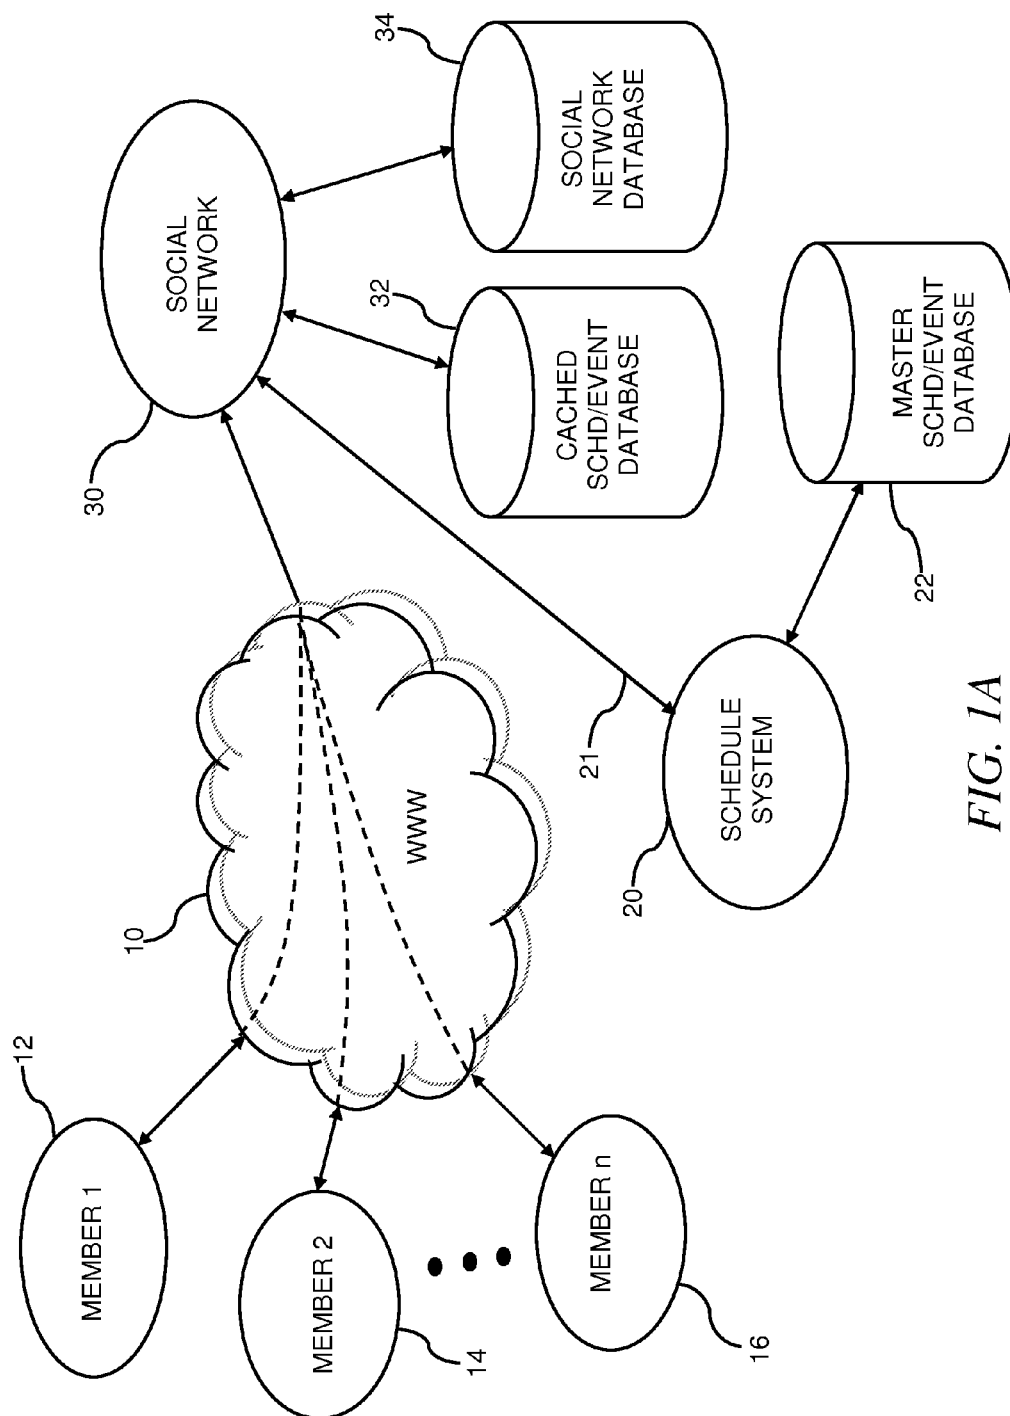 12
MEMBER 1
MEMBER 2
14
MEMBER n
16
10
WWW
30
SOCIAL
NETWORK
34
SOCIAL
NETWORK
DATABASE
32
CACHED
SCHD/EVENT
DATABASE
21
20
SCHEDULE
SYSTEM
22
MASTER
SCHD/EVENT
DATABASE
FIG. 1A